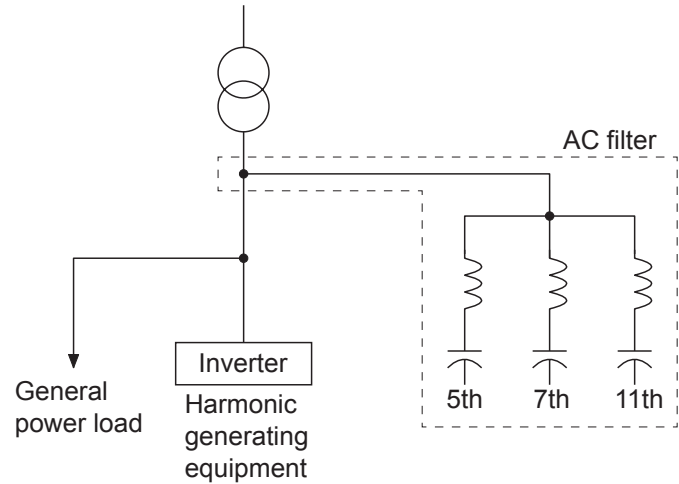 AC filter
5th 7th 11th
Inverter
General
power load
Harmonic
generating
equipment